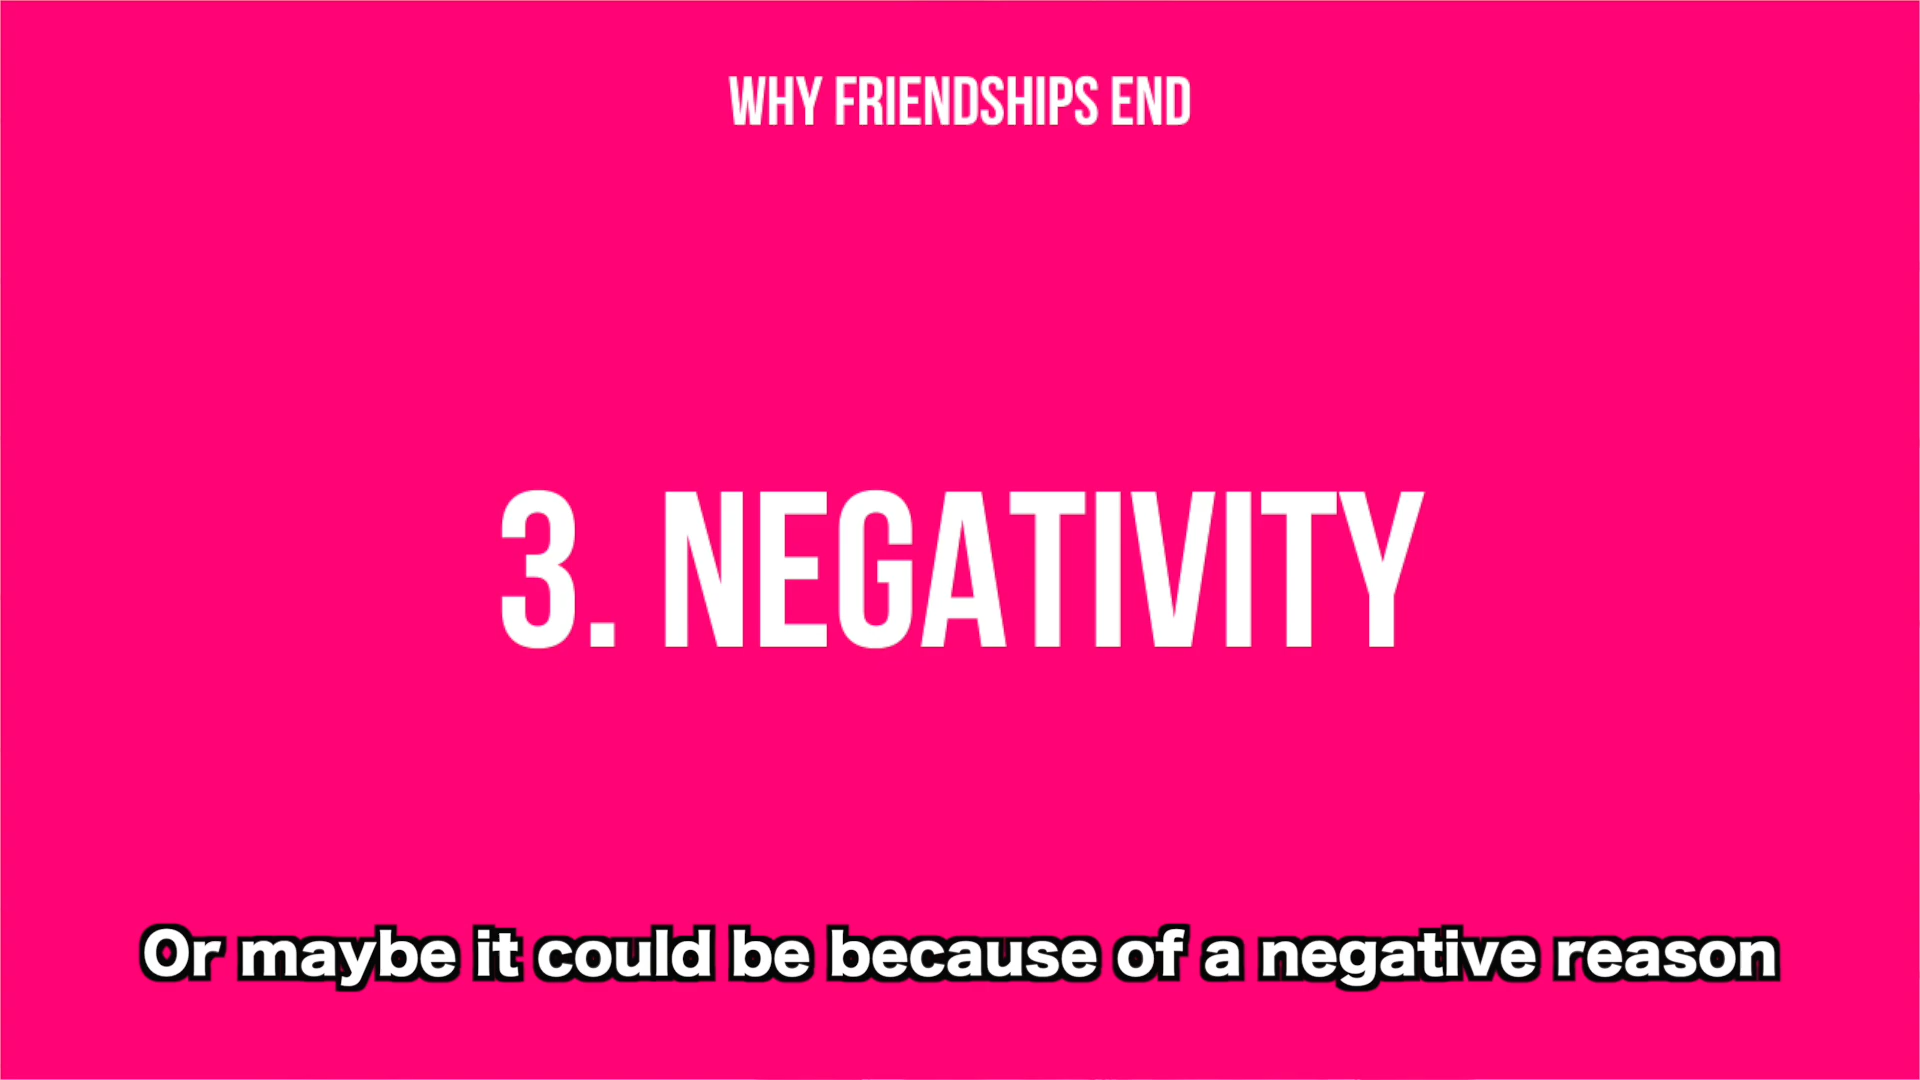 WHY FRIENDSHIPS END
3. NEGATIVITY
Or maybe it could be because of a negative reason